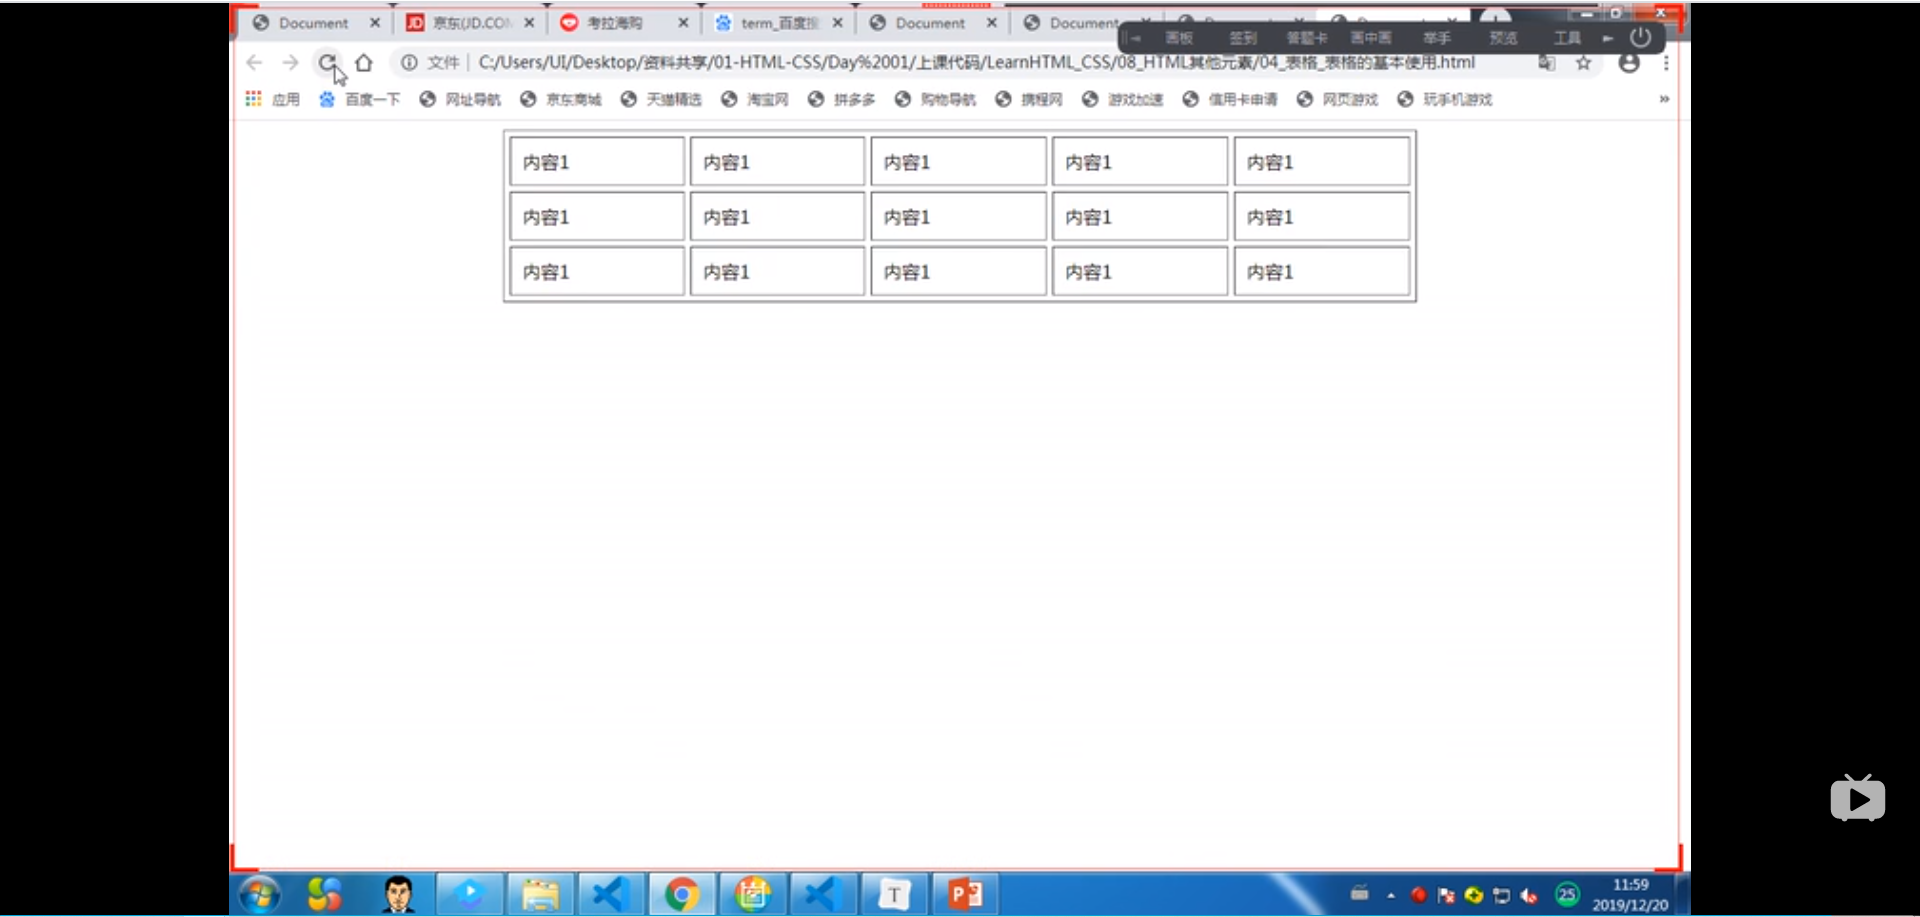 Document 京东(JD.COM 考拉海购 term_百度搜 Document Document
画板 签到 答题卡 画中画 举手 预览 工具
文件 C:/Users/UI/Desktop/资料共享/01-HTML-CSS/Day%2001/上课代码/LearnHTML_CSS/08_HTML其他元素/04_表格_表格的基本使用.html
应用 百度一下 网址导航 京东商城 天猫精选 淘宝网 拼多多 购物导航 携程网 游戏加速 信用卡申请 网页游戏 玩手机游戏 »
内容1 内容1 内容1 内容1 内容1
内容1 内容1 内容1 内容1 内容1
内容1 内容1 内容1 内容1 内容1
25 11:59
2019/12/20